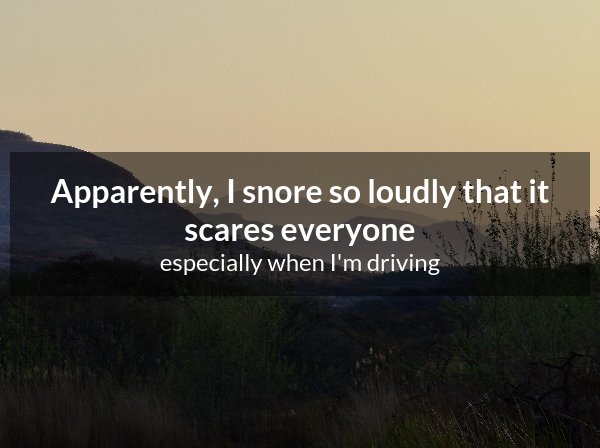 Apparently, I snore so loudly that it
scares everyone
especially when I'm driving